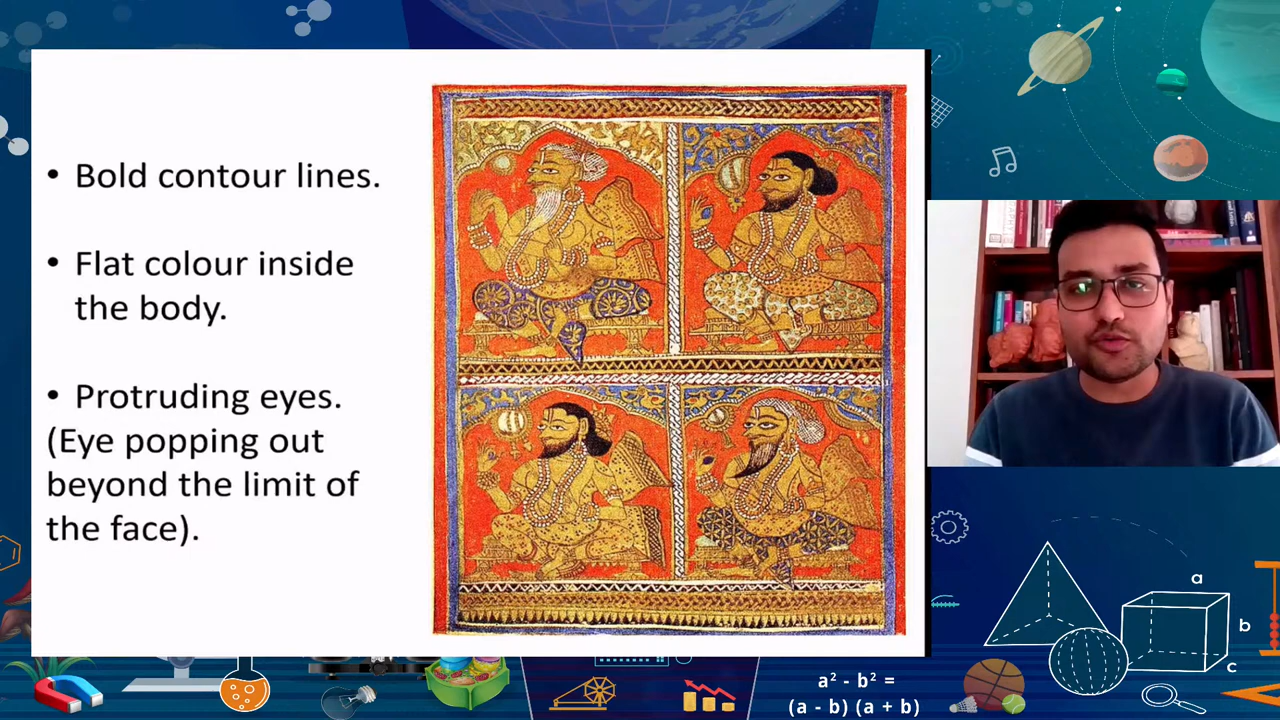 • Bold contour lines.
• Flat colour inside
the body.
• Protruding eyes.
(Eye popping out
beyond the limit of
the face).
a
b
c
a² - b² =
(a - b) (a + b)